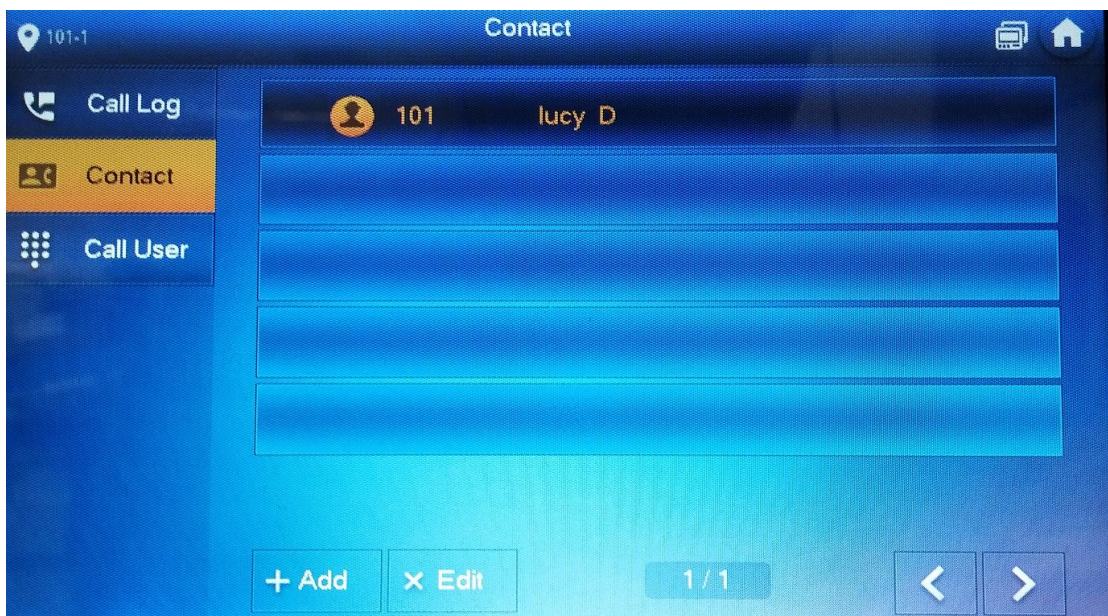 101-1 Contact
Call Log
101 lucy D
Contact
Call User
+ Add × Edit 1 / 1